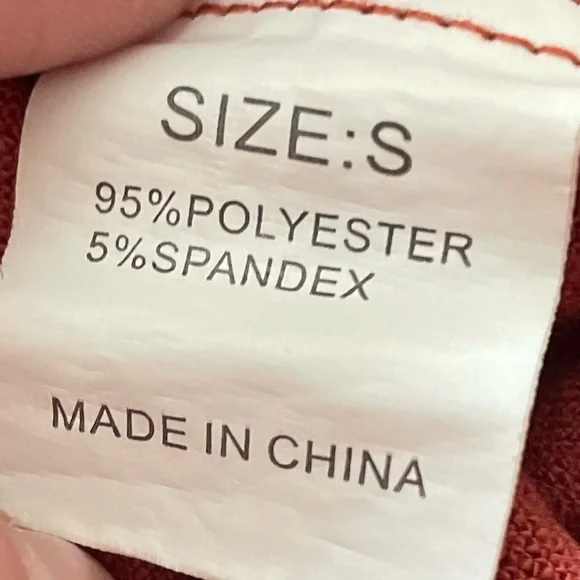 SIZE:S
95%POLYESTER
5%SPANDEX
MADE IN CHINA